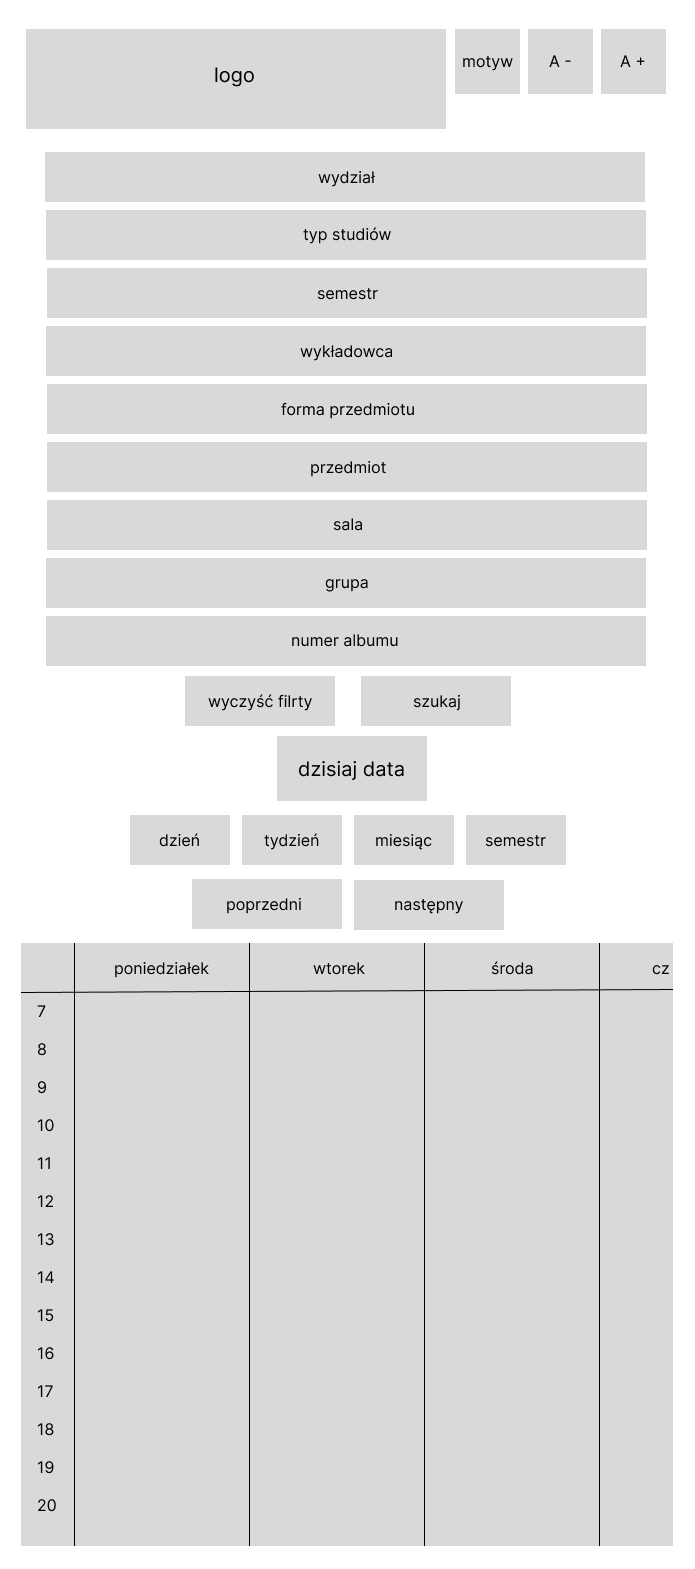 logo
motyw
A -
A +
wydział
typ studiów
semestr
wykładowca
forma przedmiotu
przedmiot
sala
grupa
numer albumu
wyczyść filrty
szukaj
dzisiaj data
dzień
tydzień
miesiąc
semestr
poprzedni
następny
poniedziałek
wtorek
środa
cz
7
8
9
10
11
12
13
14
15
16
17
18
19
20